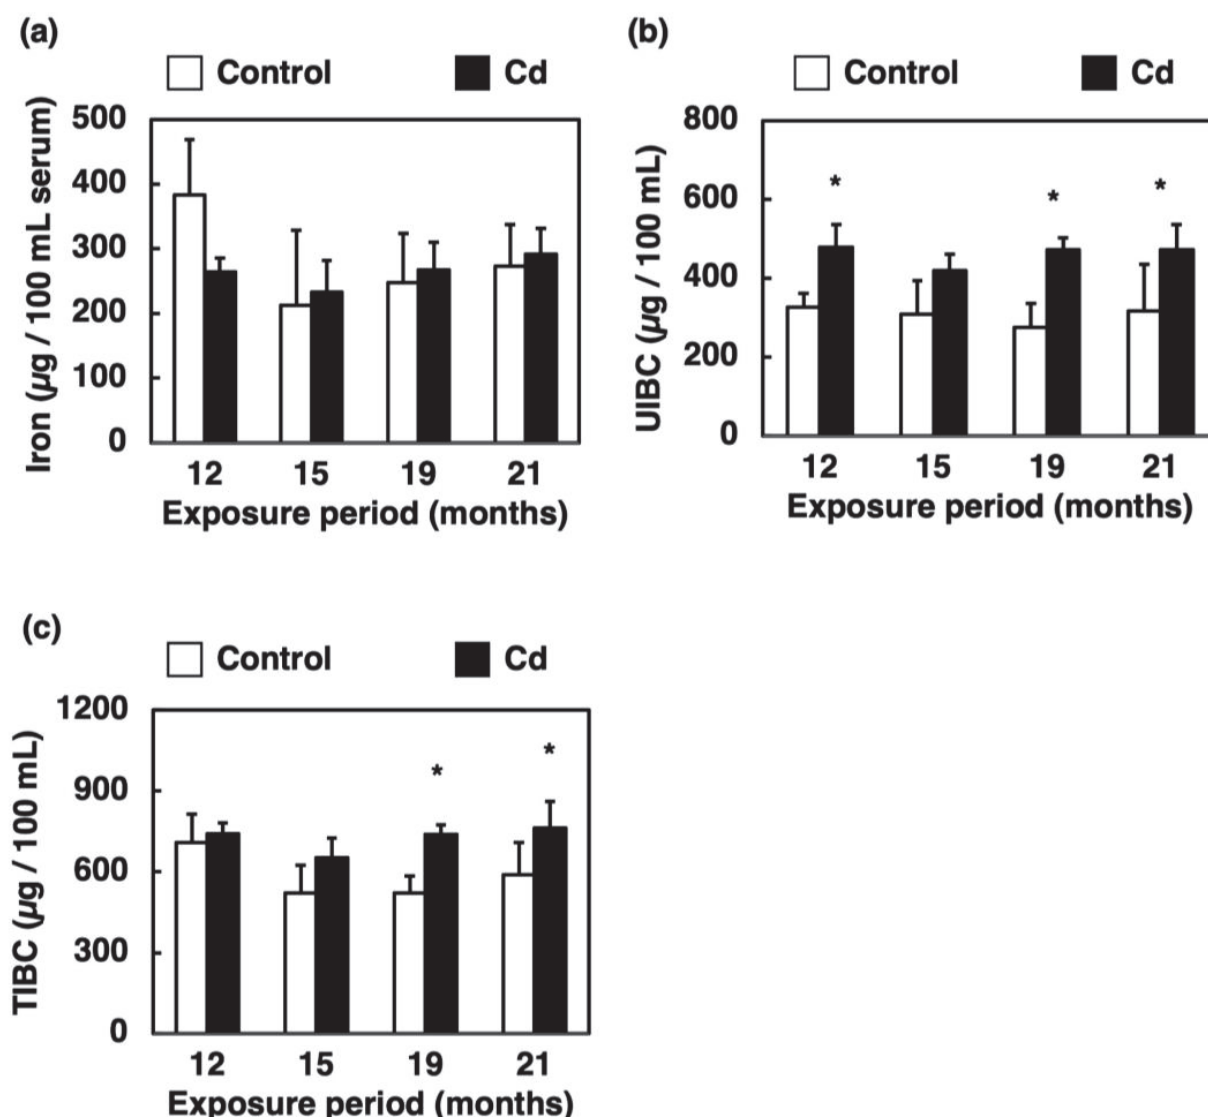 (a)
Control Cd
Iron (µg / 100 mL serum)
500
400
300
200
100
0
12 15 19 21
Exposure period (months)
(b)
Control Cd
UIBC (µg / 100 mL)
800
600
400
200
0
* * *
12 15 19 21
Exposure period (months)
(c)
Control Cd
TIBC (µg / 100 mL)
1200
900
600
300
0
* *
12 15 19 21
Exposure period (months)